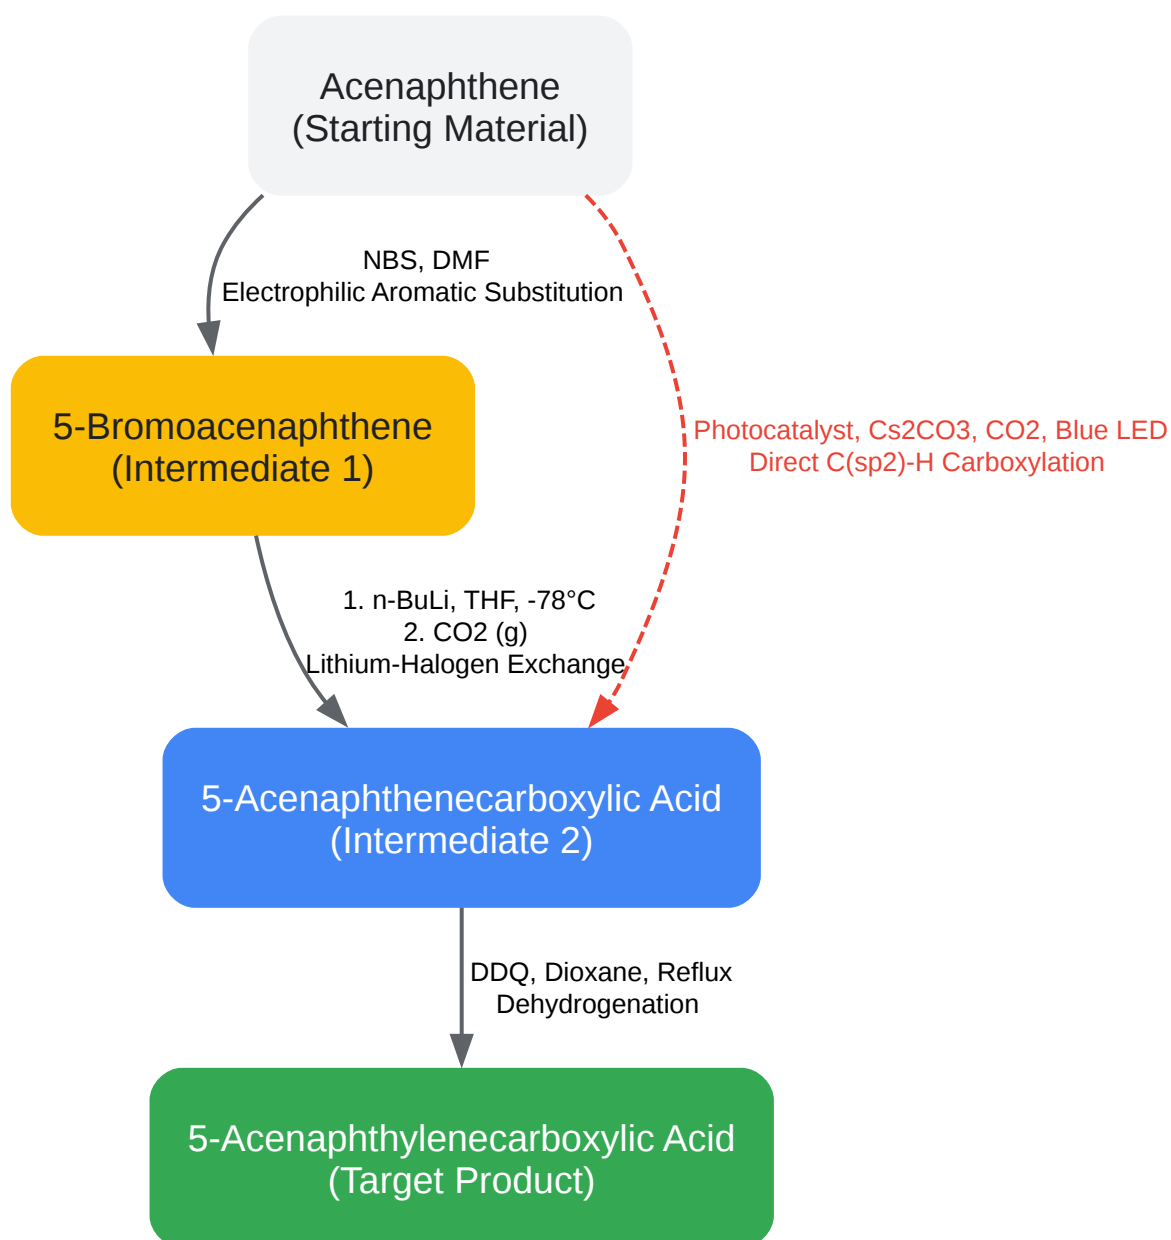 Acenaphthene
(Starting Material)
NBS, DMF
Electrophilic Aromatic Substitution
5-Bromoacenaphthene
(Intermediate 1)
Photocatalyst, Cs2CO3, CO2, Blue LED
Direct C(sp2)-H Carboxylation
1. n-BuLi, THF, -78°C
2. CO2 (g)
Lithium-Halogen Exchange
5-Acenaphthenecarboxylic Acid
(Intermediate 2)
DDQ, Dioxane, Reflux
Dehydrogenation
5-Acenaphthylenecarboxylic Acid
(Target Product)